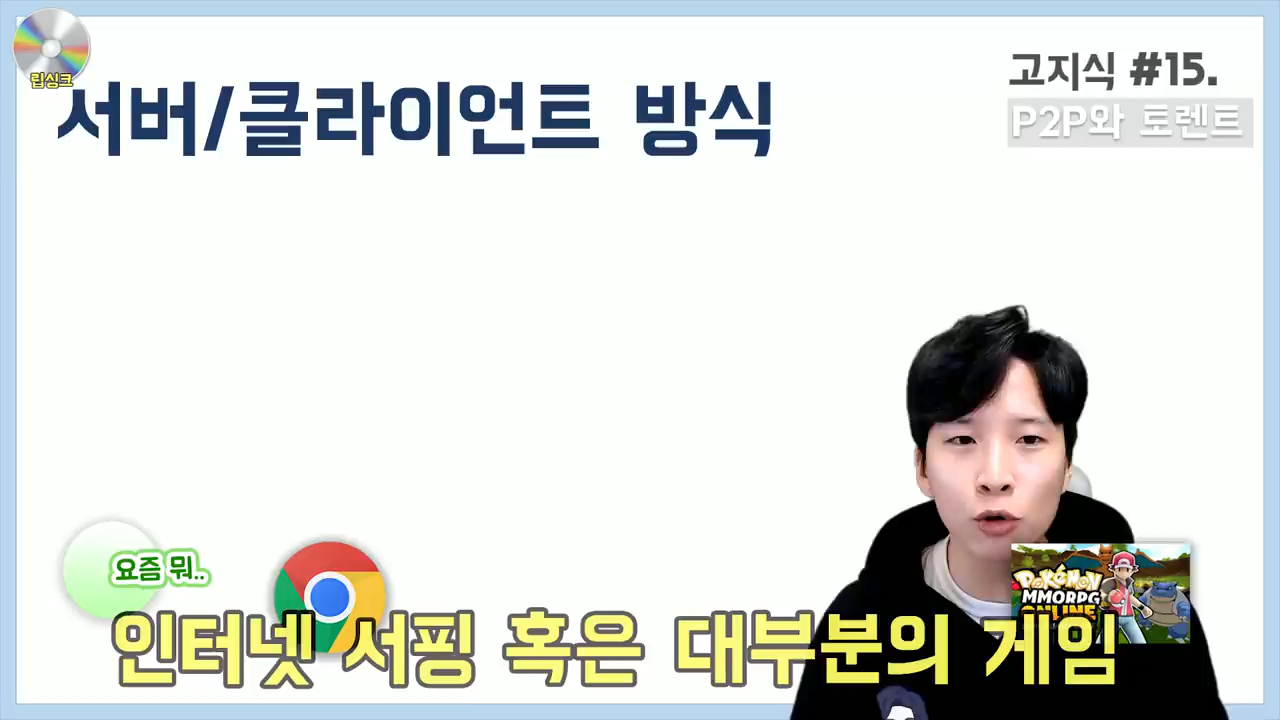 립싱크
서버/클라이언트 방식
고지식 #15.
P2P와 토렌트
요즘 뭐..
POKéMON
MMORPG
ONLINE
인터넷 서핑 혹은 대부분의 게임